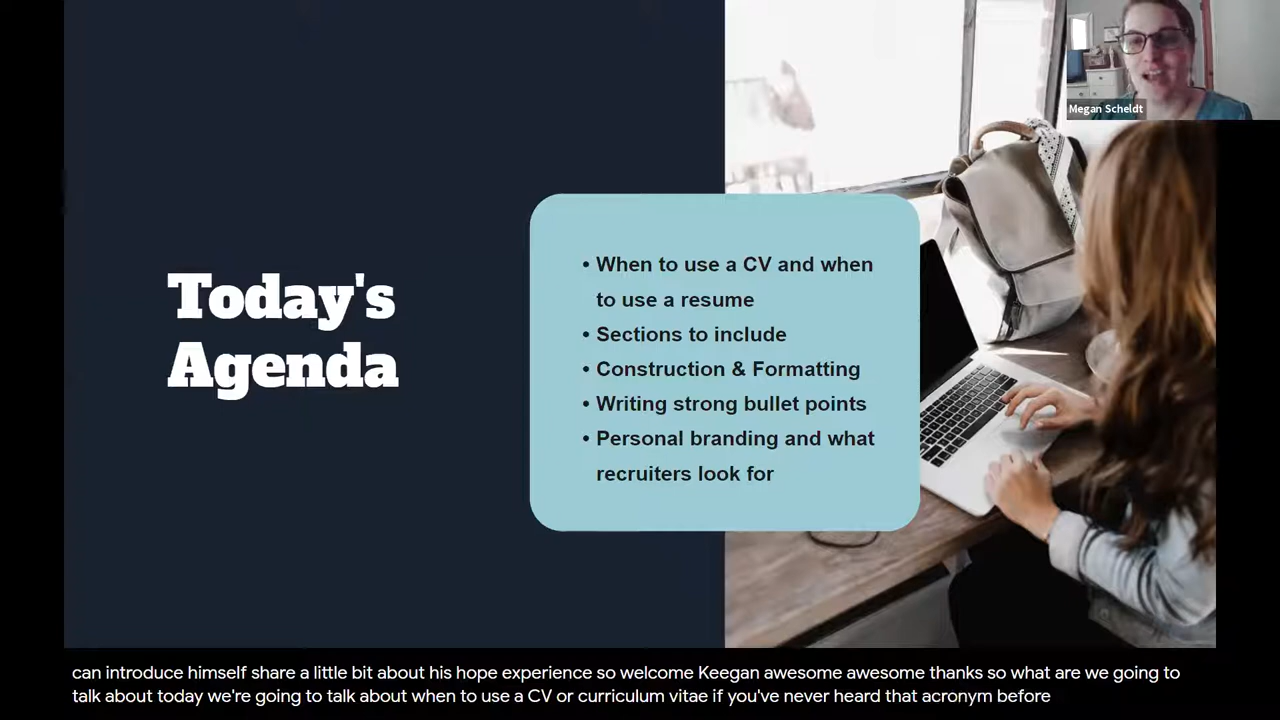 Megan Scheldt
Today's
Agenda
• When to use a CV and when
to use a resume
• Sections to include
• Construction & Formatting
• Writing strong bullet points
• Personal branding and what
recruiters look for
can introduce himself share a little bit about his hope experience so welcome Keegan awesome awesome thanks so what are we going to
talk about today we're going to talk about when to use a CV or curriculum vitae if you've never heard that acronym before